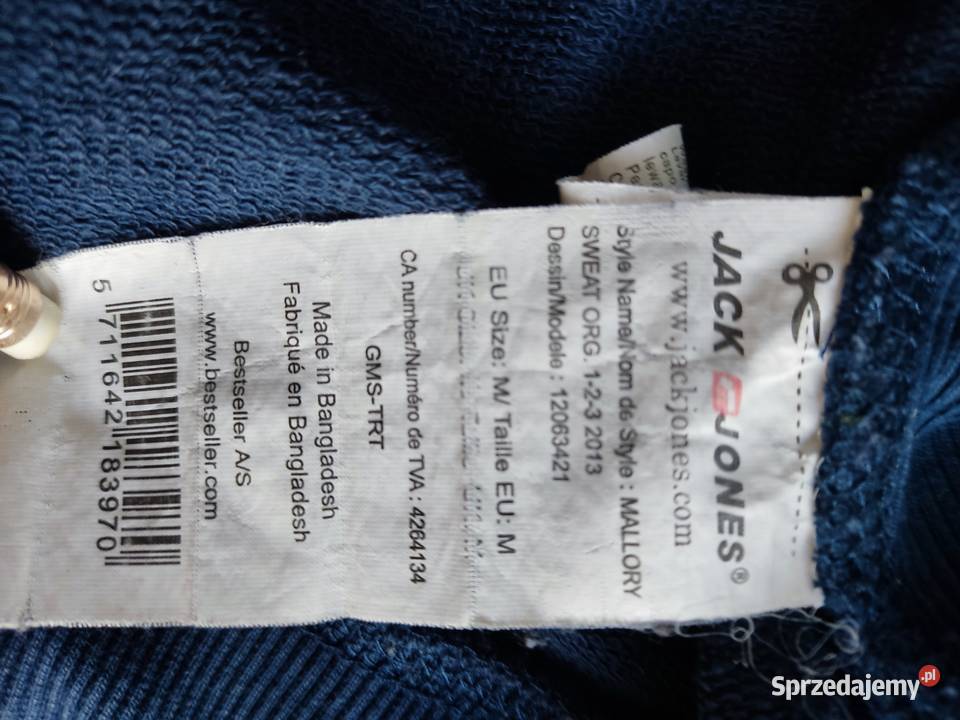 JACK JONES®
www.jackjones.com
Style Name/Nom de Style : MALLORY
SWEAT ORG. 1-2-3 2013
Dessin/Modele : 12063421
EU Size: M/ Taille EU: M
CA number/Numéro de TVA : 4264134
GMS-TRT
Made in Bangladesh
Fabriqué en Bangladesh
Bestseller A/S
www.bestseller.com
5 711642 183970
Sprzedajemy.pl